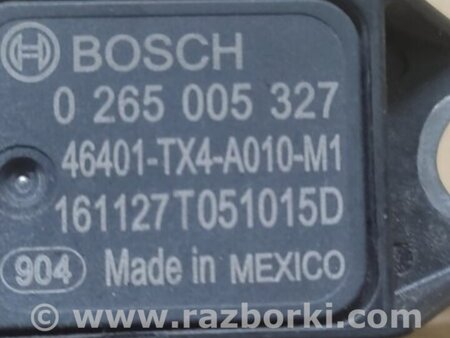 BOSCH
0 265 005 327
46401-TX4-A010-M1
161127T051015D
904 Made in MEXICO
© www.razborki.com